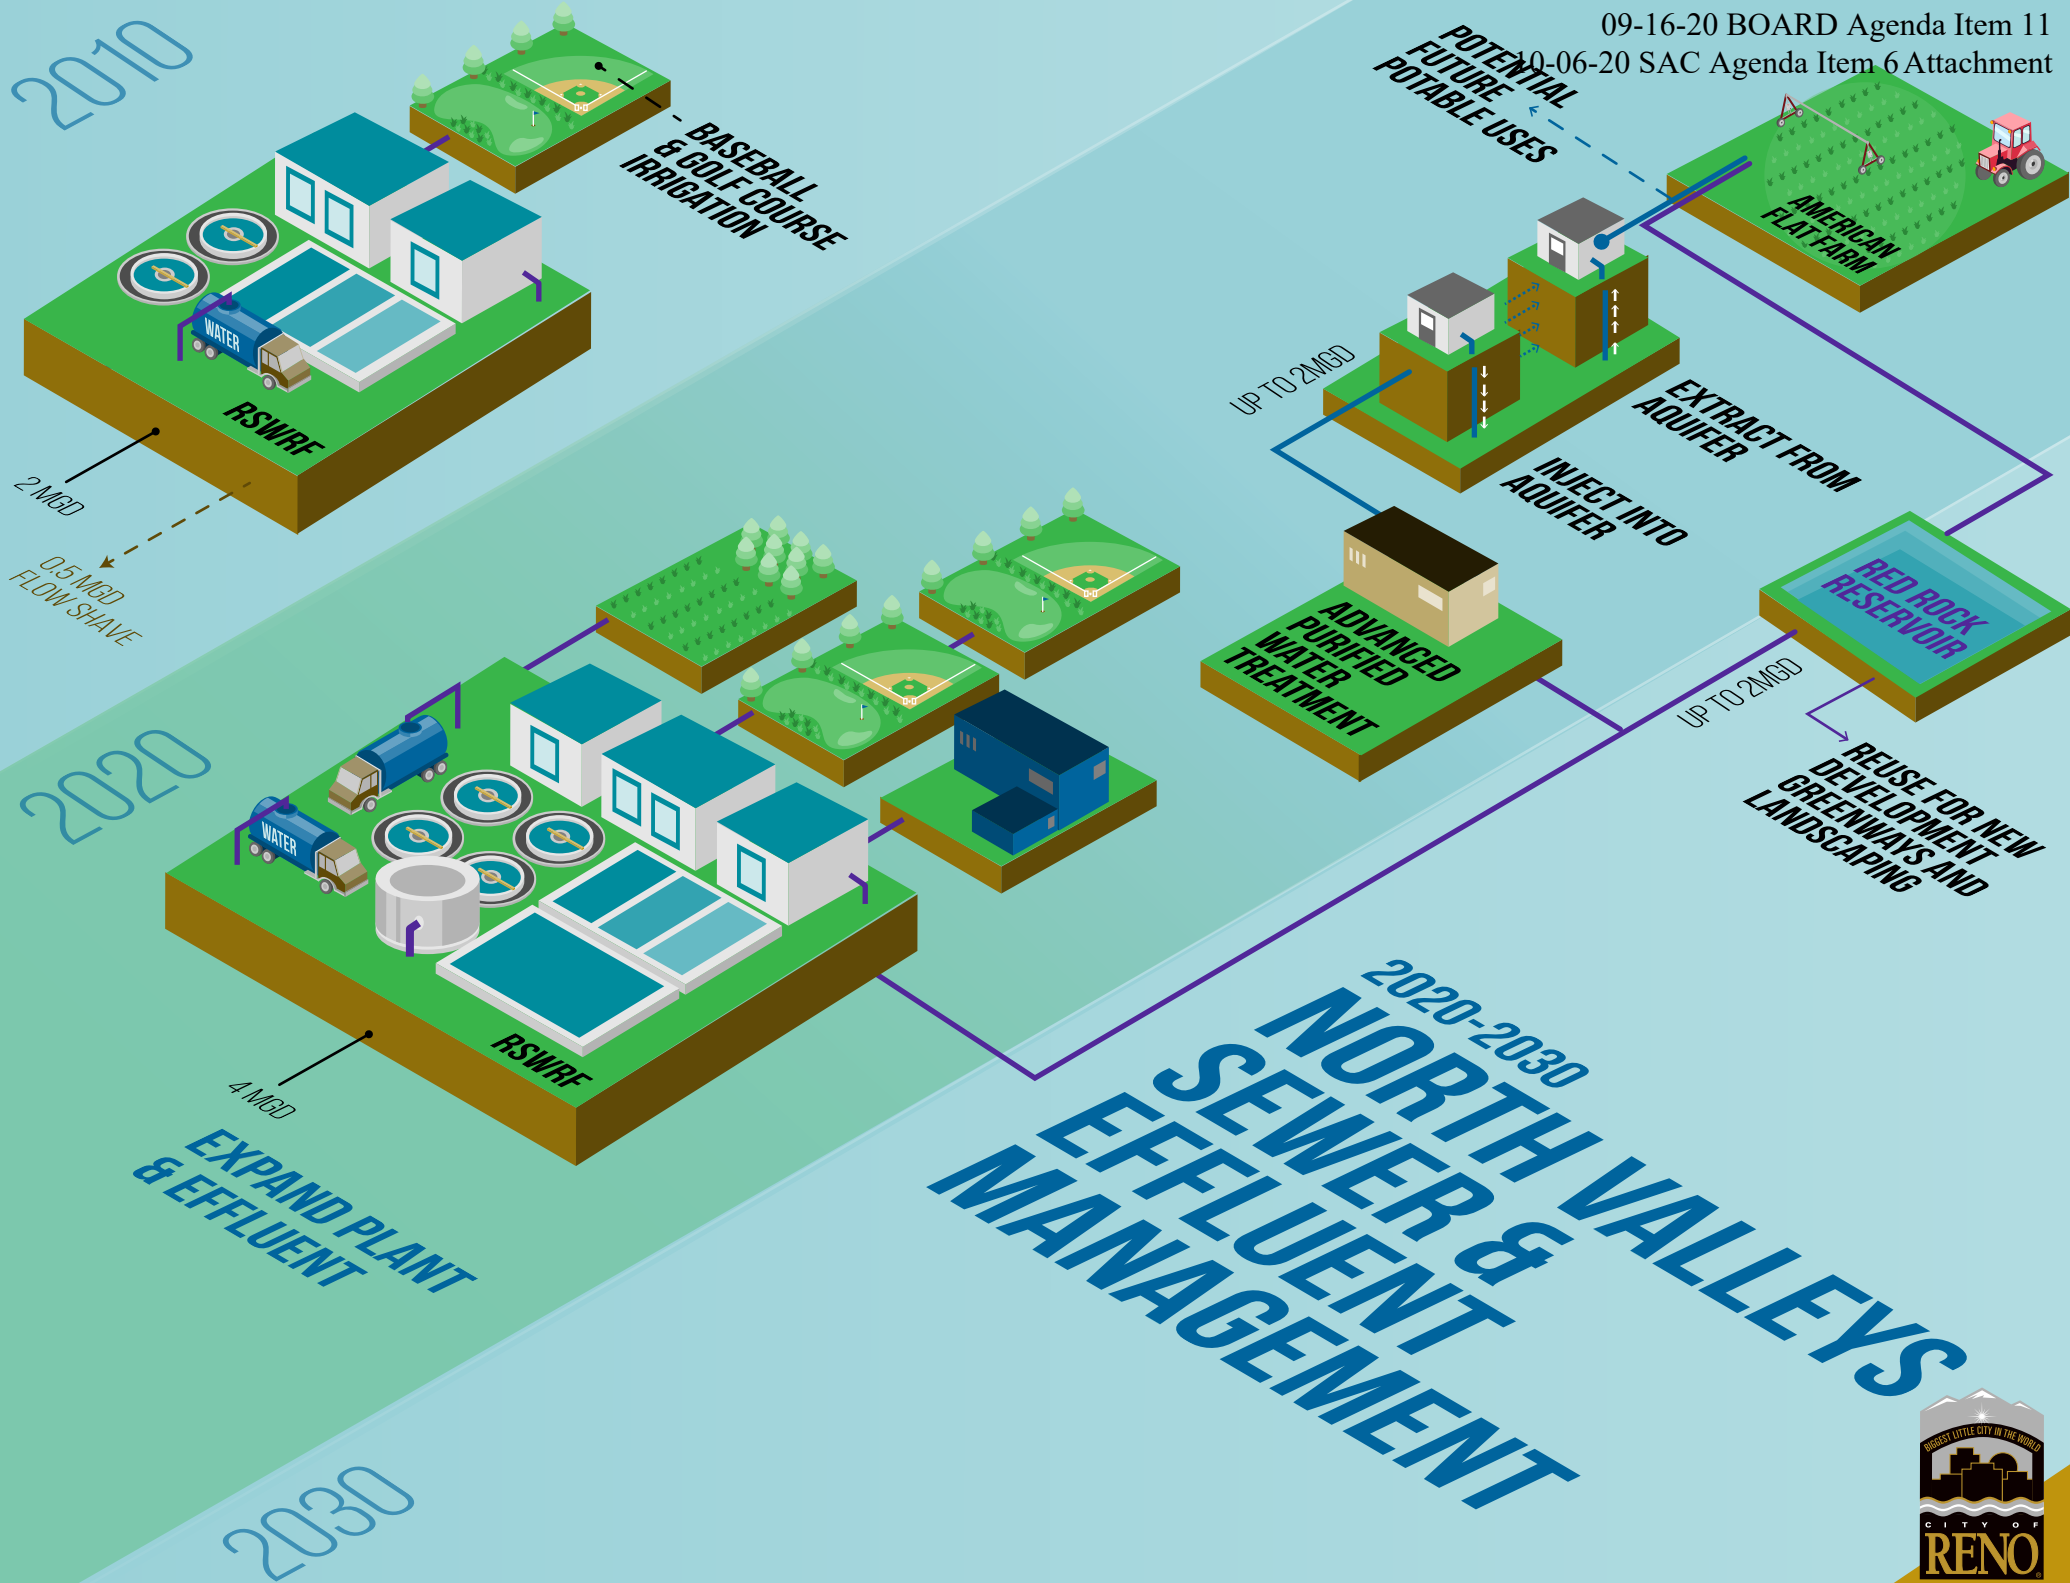 09-16-20 BOARD Agenda Item 11
10-06-20 SAC Agenda Item 6 Attachment
2010
BASEBALL
& GOLF COURSE
IRRIGATION
WATER
RSWRF
2 MGD
0.5 MGD
FLOW SHAVE
POTENTIAL
FUTURE
POTABLE USES
AMERICAN
FLAT FARM
UP TO 2MGD
EXTRACT FROM
AQUIFER
INJECT INTO
AQUIFER
ADVANCED
PURIFIED
WATER
TREATMENT
RED ROCK
RESERVOIR
UP TO 2MGD
REUSE FOR NEW
DEVELOPMENT
GREENWAYS AND
LANDSCAPING
2020
WATER
RSWRF
4 MGD
EXPAND PLANT
& EFFLUENT
2020-2030
NORTH VALLEYS
SEWER &
EFFLUENT
MANAGEMENT
2030
BIGGEST LITTLE CITY IN THE WORLD
CITY OF
RENO